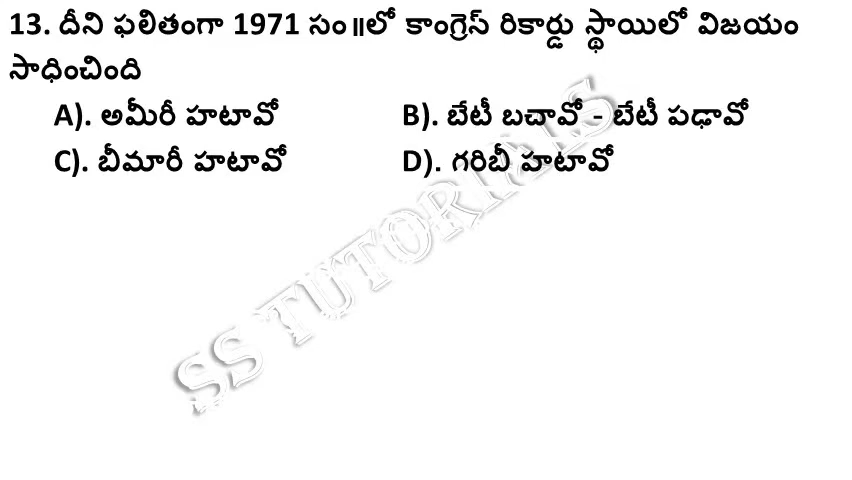 13. దీని ఫలితంగా 1971 సం||లో కాంగ్రెస్ రికార్డు స్థాయిలో విజయం
సాధించింది
A). అమీరీ హటావో B). బేటీ బచావో - బేటీ పఢావో
C). బీమారీ హటావో D). గరిబీ హటావో
SS TUTORIALS